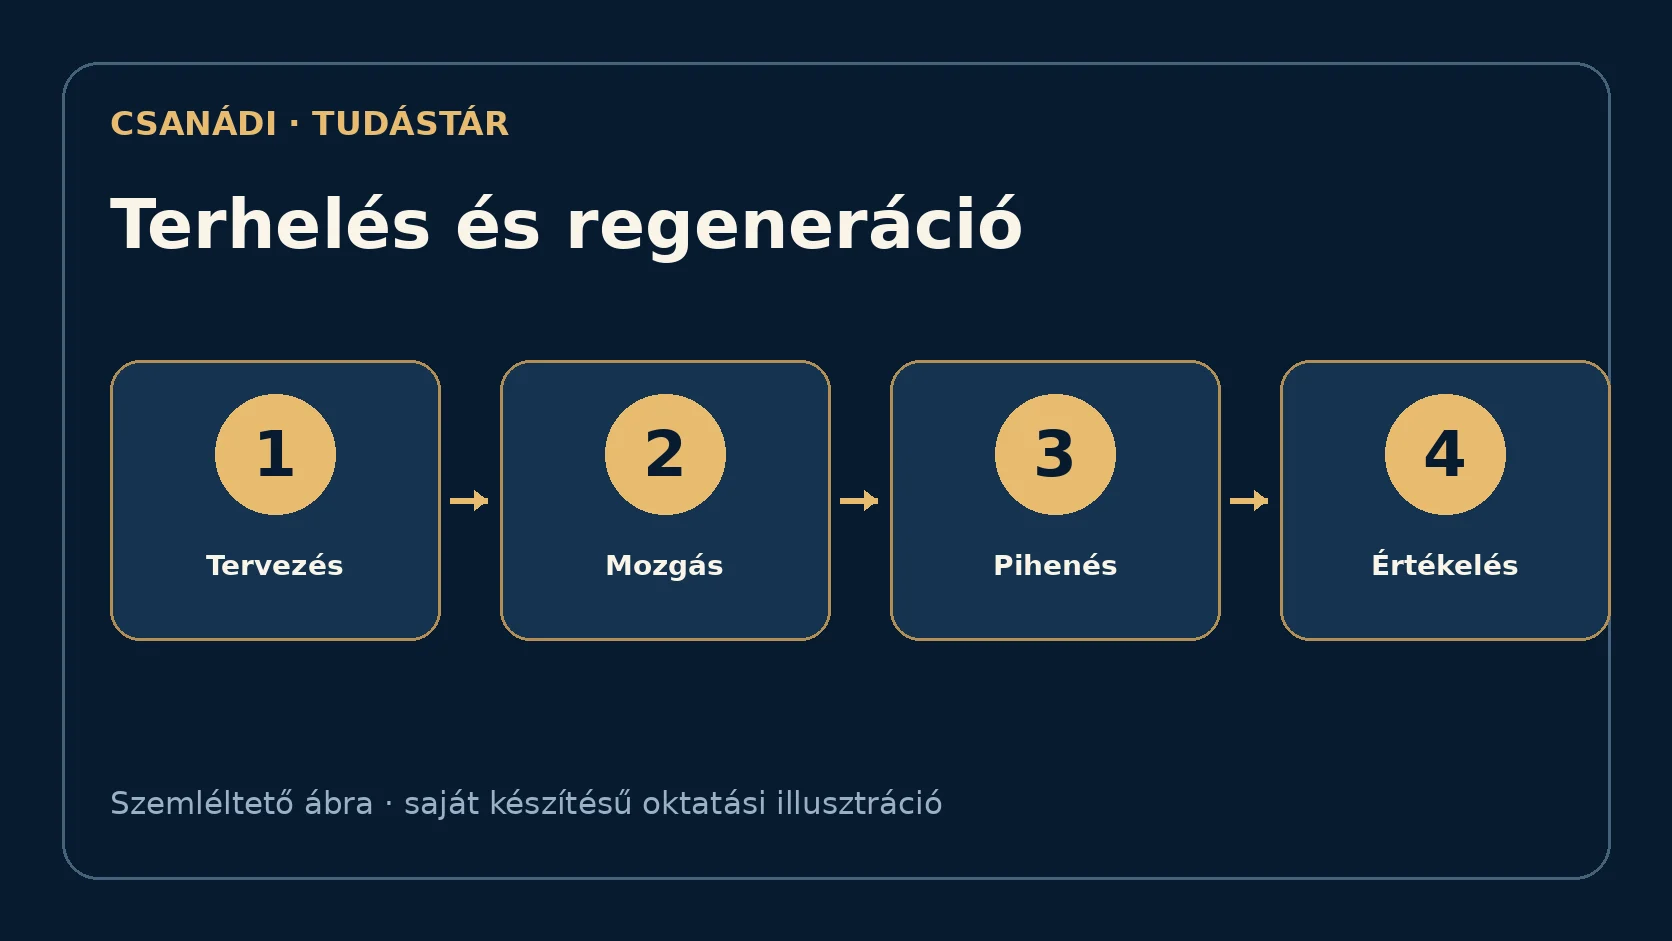 CSANÁDI · TUDÁSTÁR
Terhelés és regeneráció
1
2
3
4
Tervezés
Mozgás
Pihenés
Értékelés
Szemléltető ábra · saját készítésű oktatási illusztráció